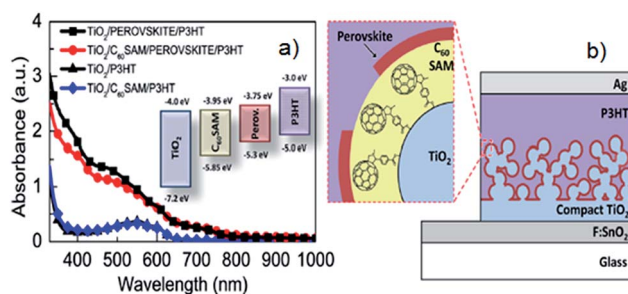 Absorbance (a.u.)
4
3
2
1
0
TiO₂/PEROVSKITE/P3HT
TiO₂/C₆₀SAM/PEROVSKITE/P3HT
TiO₂/P3HT
TiO₂/C₆₀SAM/P3HT
a)
-4.0 eV
TiO₂
-7.2 eV
-3.95 eV
C₆₀SAM
-5.85 eV
-3.75 eV
Perov.
-5.3 eV
-3.0 eV
P3HT
-5.0 eV
400 500 600 700 800 900 1000
Wavelength (nm)
Perovskite
C₆₀
SAM
TiO₂
b)
Ag
P3HT
Compact TiO₂
F:SnO₂
Glass